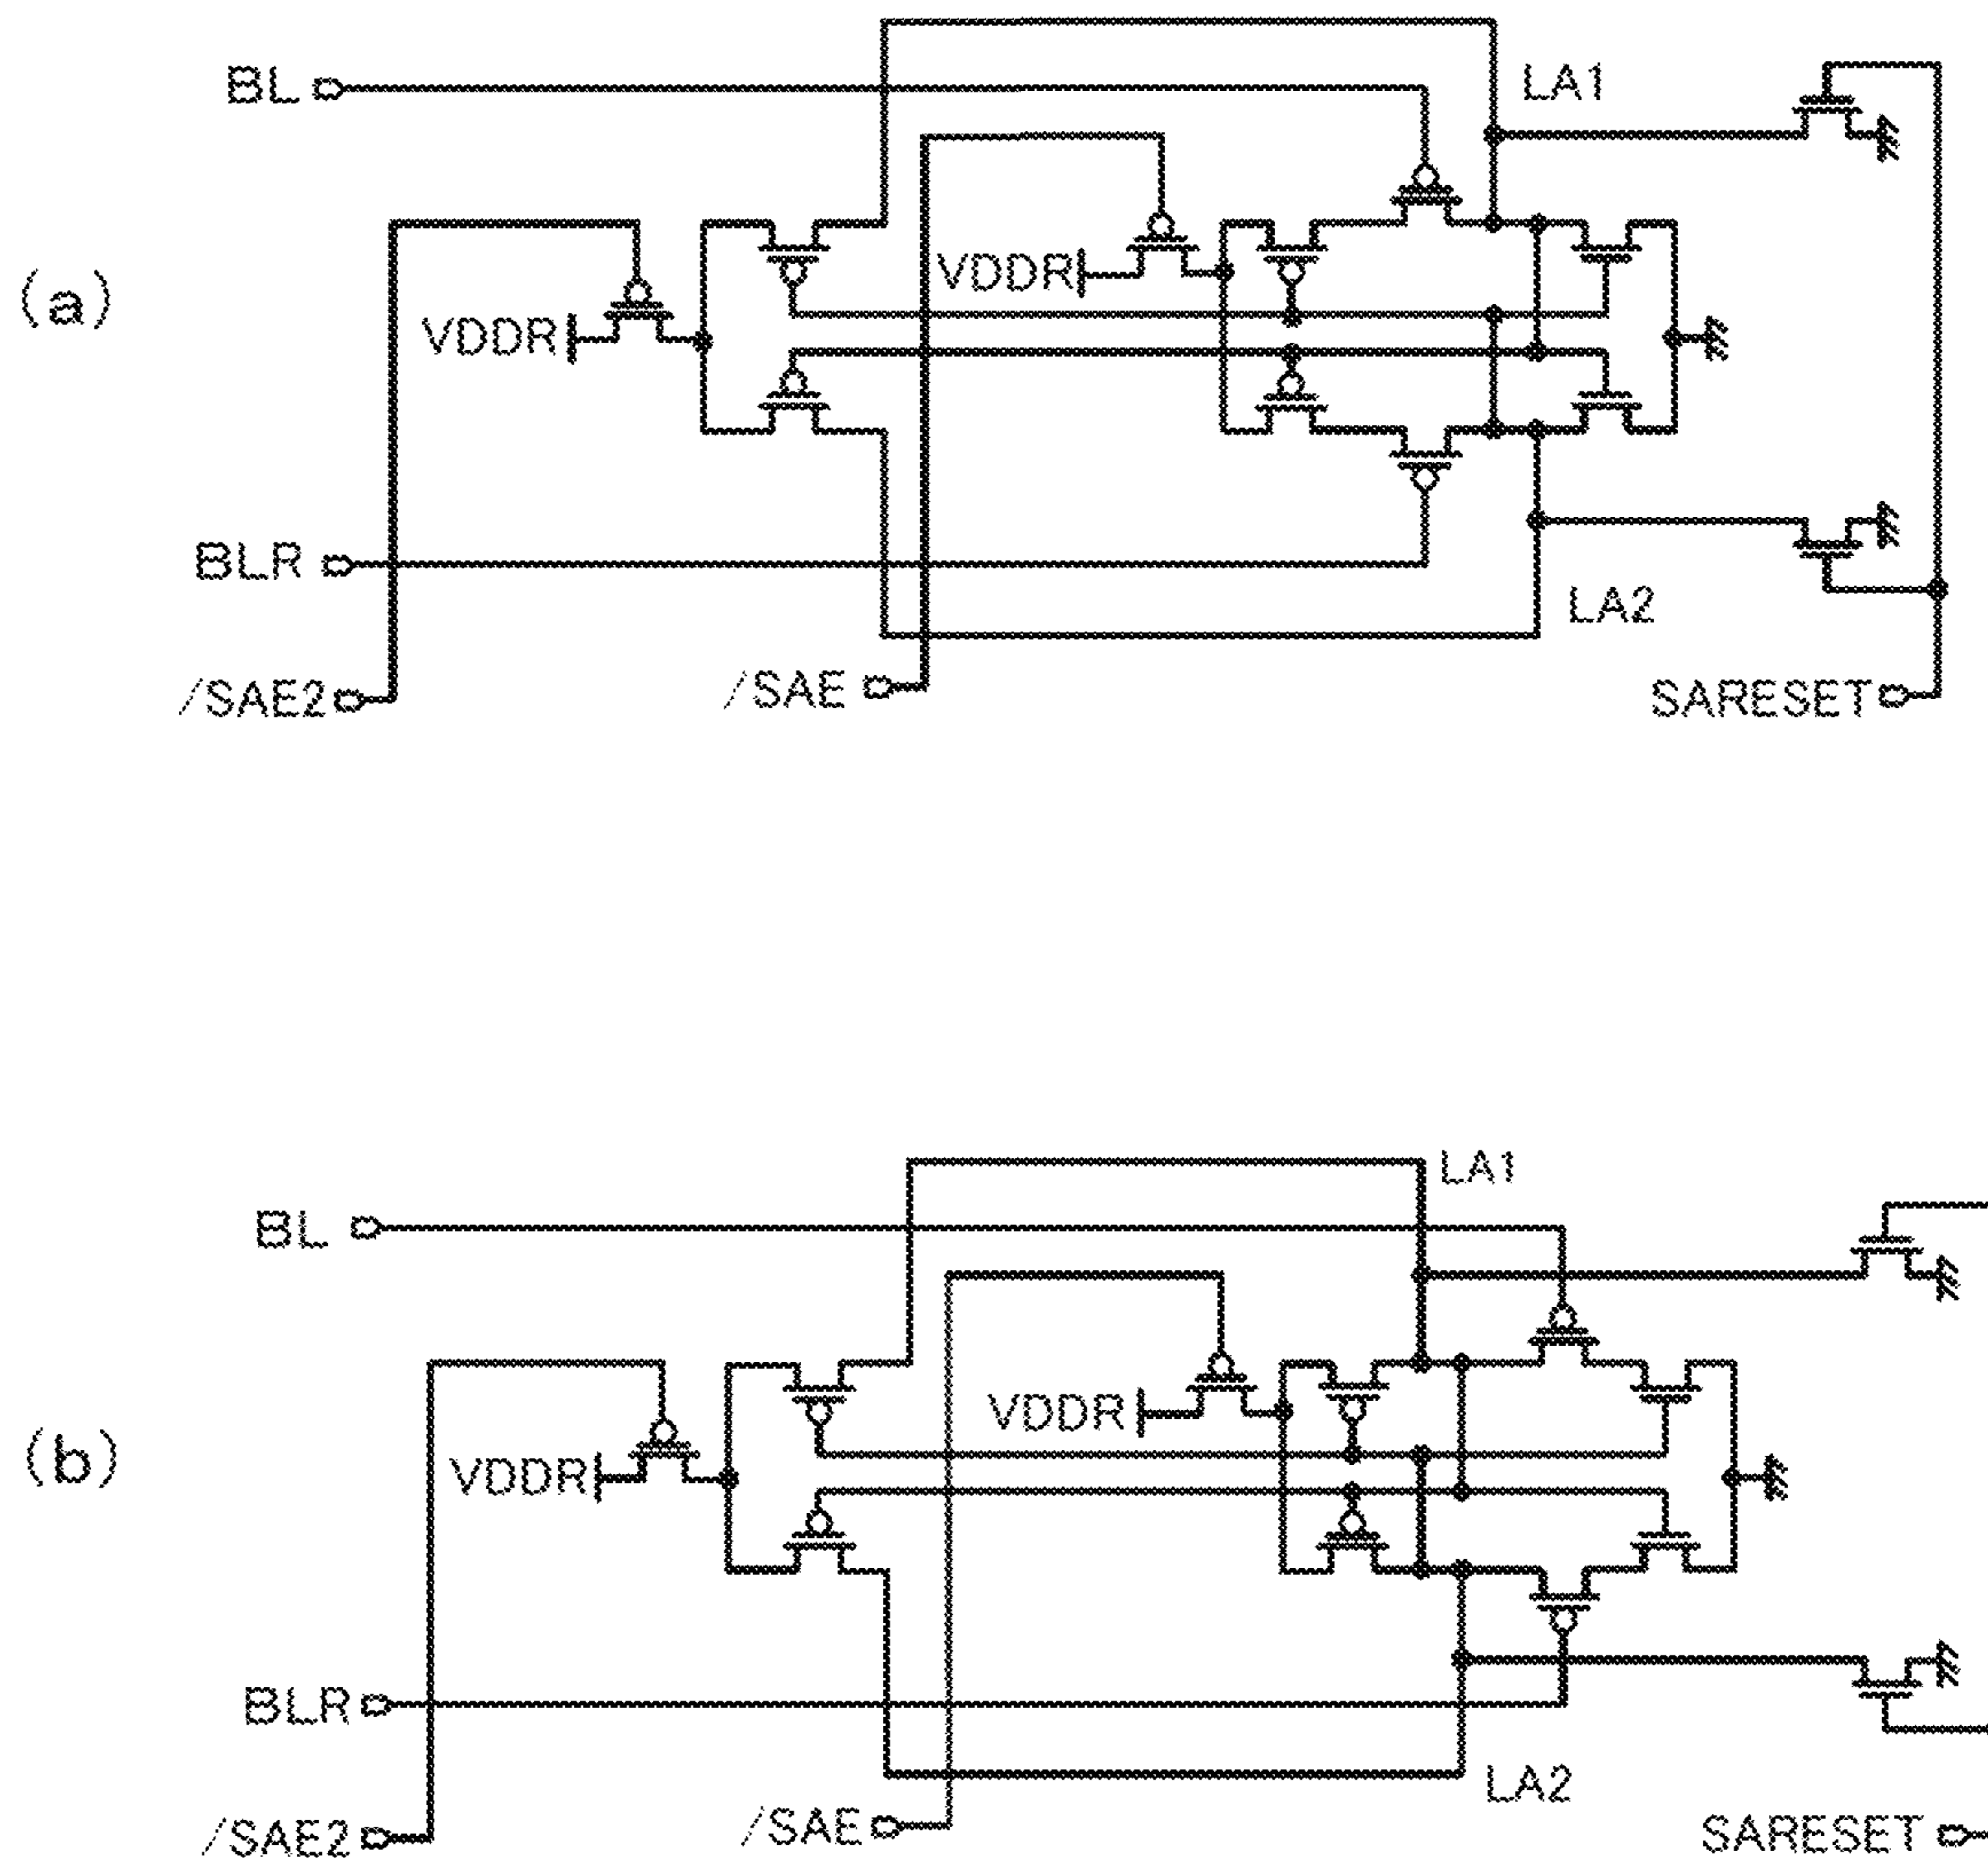 BL
LA1
(a)
VDDR
VDDR
BLR
LA2
/SAE2
/SAE
SARESET
LA1
BL
(b)
VDDR
VDDR
BLR
LA2
/SAE2
/SAE
SARESET